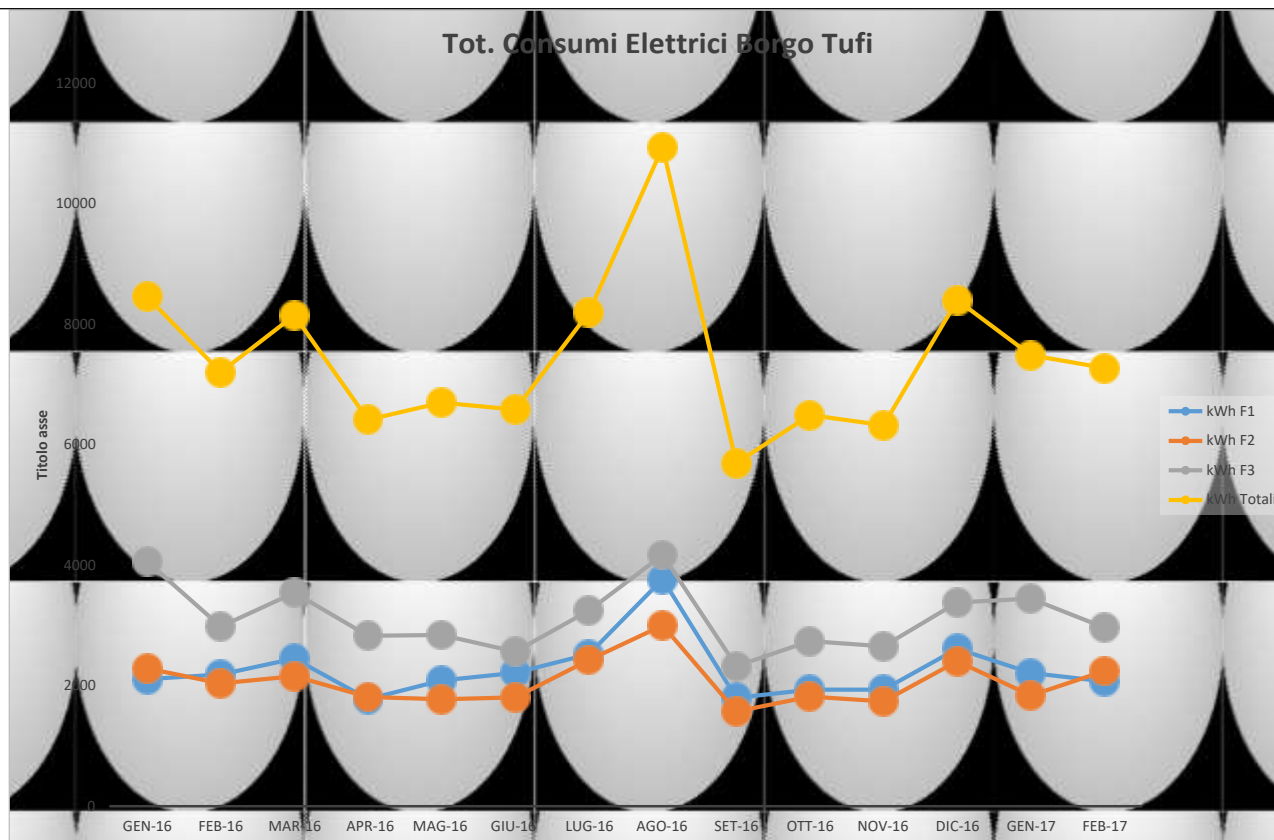 Tot. Consumi Elettrici Borgo Tufi
12000
10000
8000
6000
4000
2000
0
Titolo asse
GEN-16 FEB-16 MAR-16 APR-16 MAG-16 GIU-16 LUG-16 AGO-16 SET-16 OTT-16 NOV-16 DIC-16 GEN-17 FEB-17
kWh F1
kWh F2
kWh F3
kWh Totali